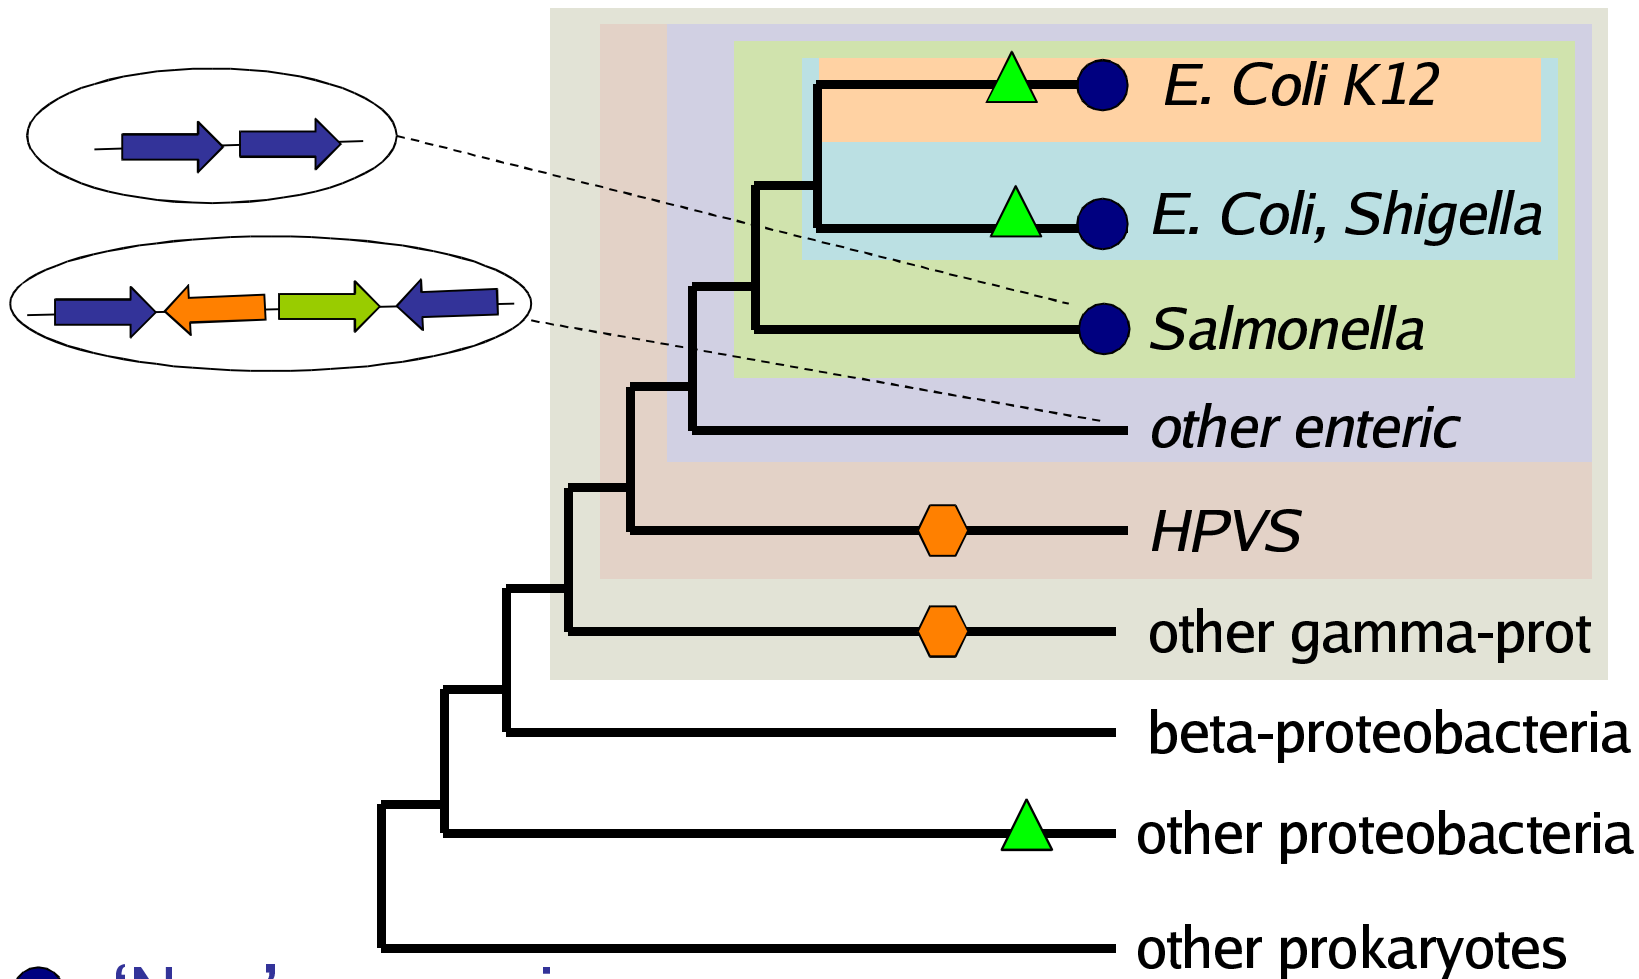 E. Coli K12
E. Coli, Shigella
Salmonella
other enteric
HPVS
other gamma-prot
beta-proteobacteria
other proteobacteria
other prokaryotes